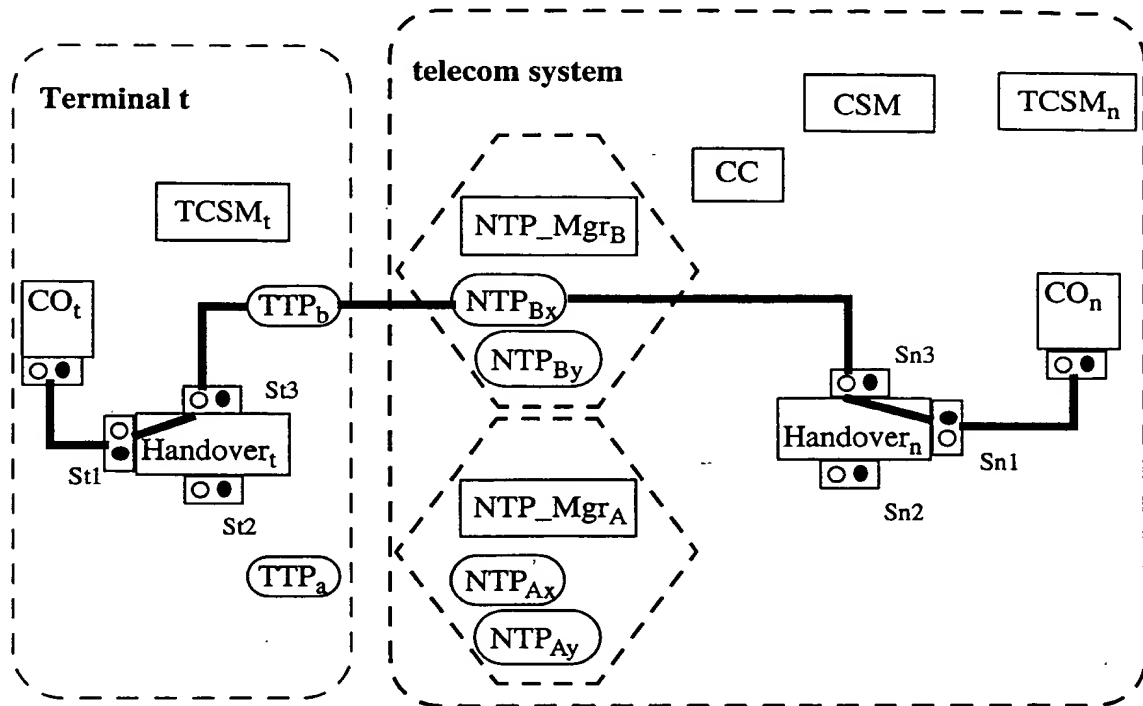 telecom system
Terminal t
CSM
TCSMn
CC
TCSMt
NTP_MgrB
COt
TTPb
NTPBx
COn
NTPBy
St3
Sn3
Handovert
Handovern
St1
Sn1
St2
NTP_MgrA
Sn2
TTPa
NTPAx
NTPAy